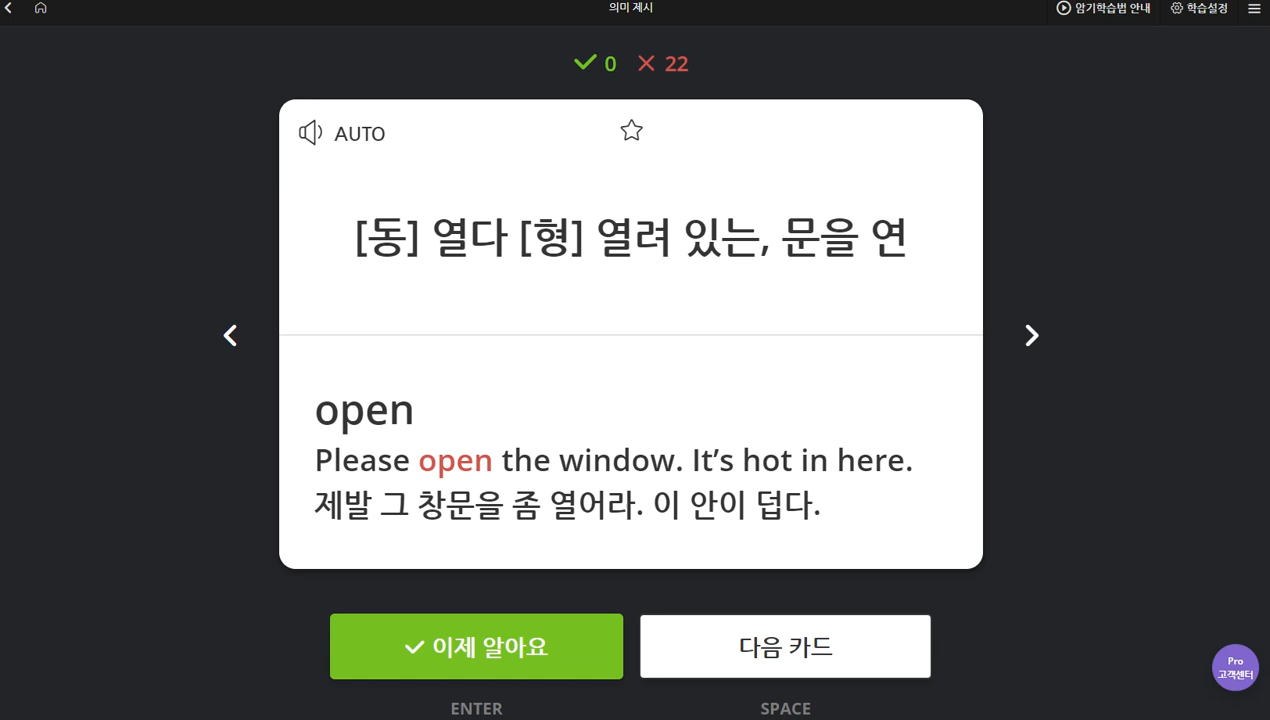 의미 제시
암기학습법 안내
학습설정
0
22
AUTO
[동] 열다 [형] 열려 있는, 문을 연
open
Please open the window. It’s hot in here.
제발 그 창문을 좀 열어라. 이 안이 덥다.
이제 알아요
다음 카드
ENTER
SPACE
Pro
고객센터